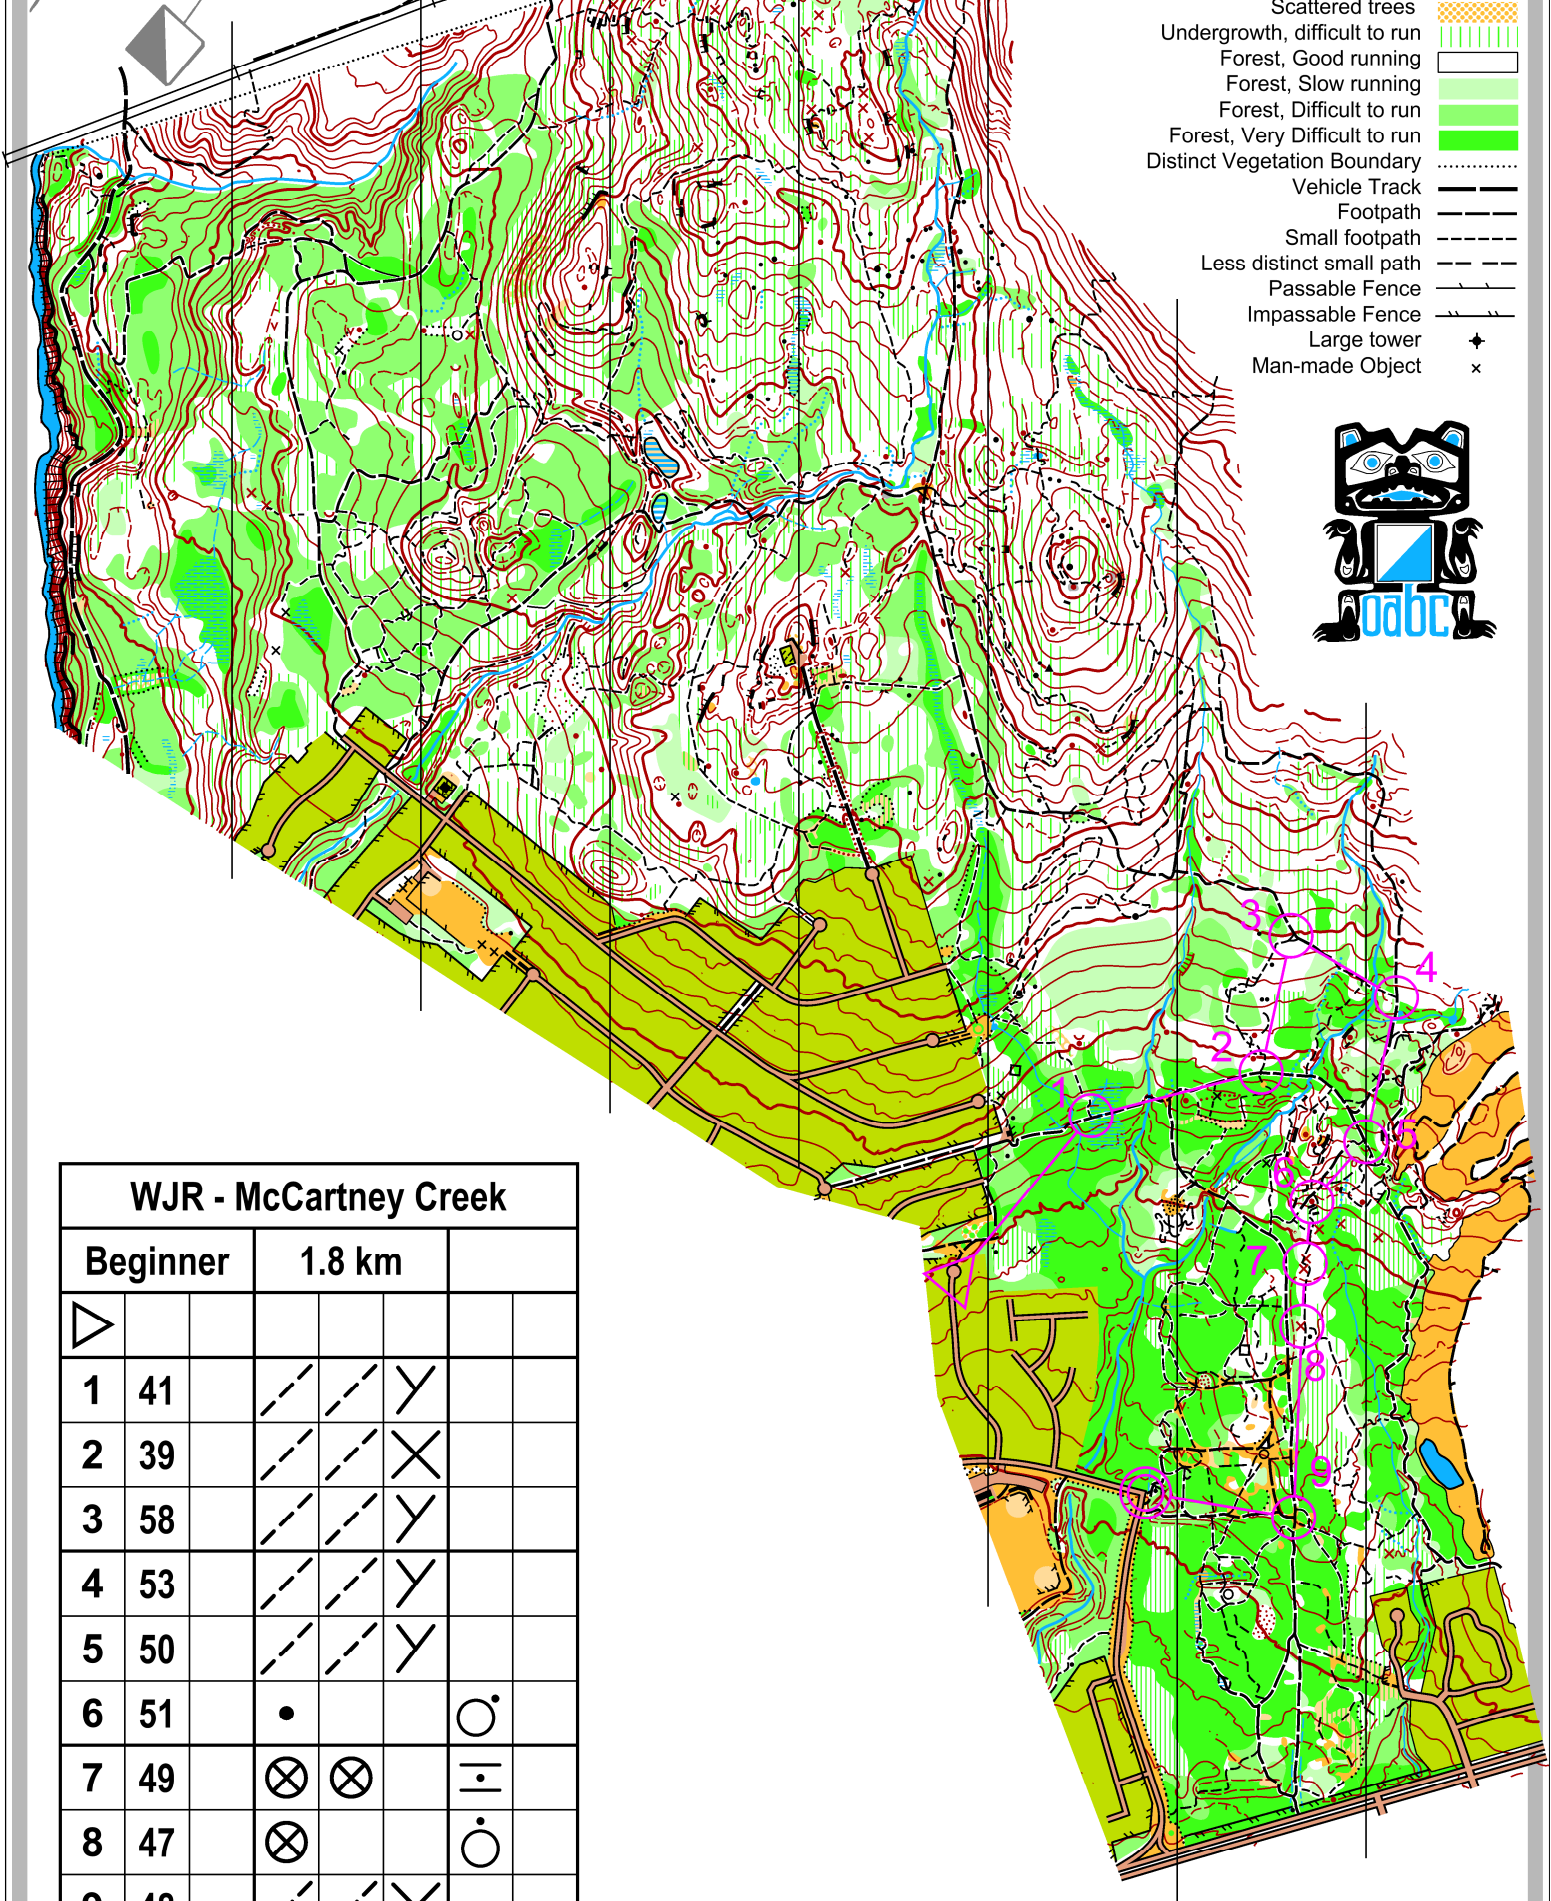 Scattered trees
Undergrowth, difficult to run
Forest, Good running
Forest, Slow running
Forest, Difficult to run
Forest, Very Difficult to run
Distinct Vegetation Boundary
Vehicle Track
Footpath
Small footpath
Less distinct small path
Passable Fence
Impassable Fence
Large tower
Man-made Object
oabc
3
4
2
1
5
6
7
8
9
WJR - McCartney Creek
Beginner 1.8 km
1 41
2 39
3 58
4 53
5 50
6 51
7 49
8 47